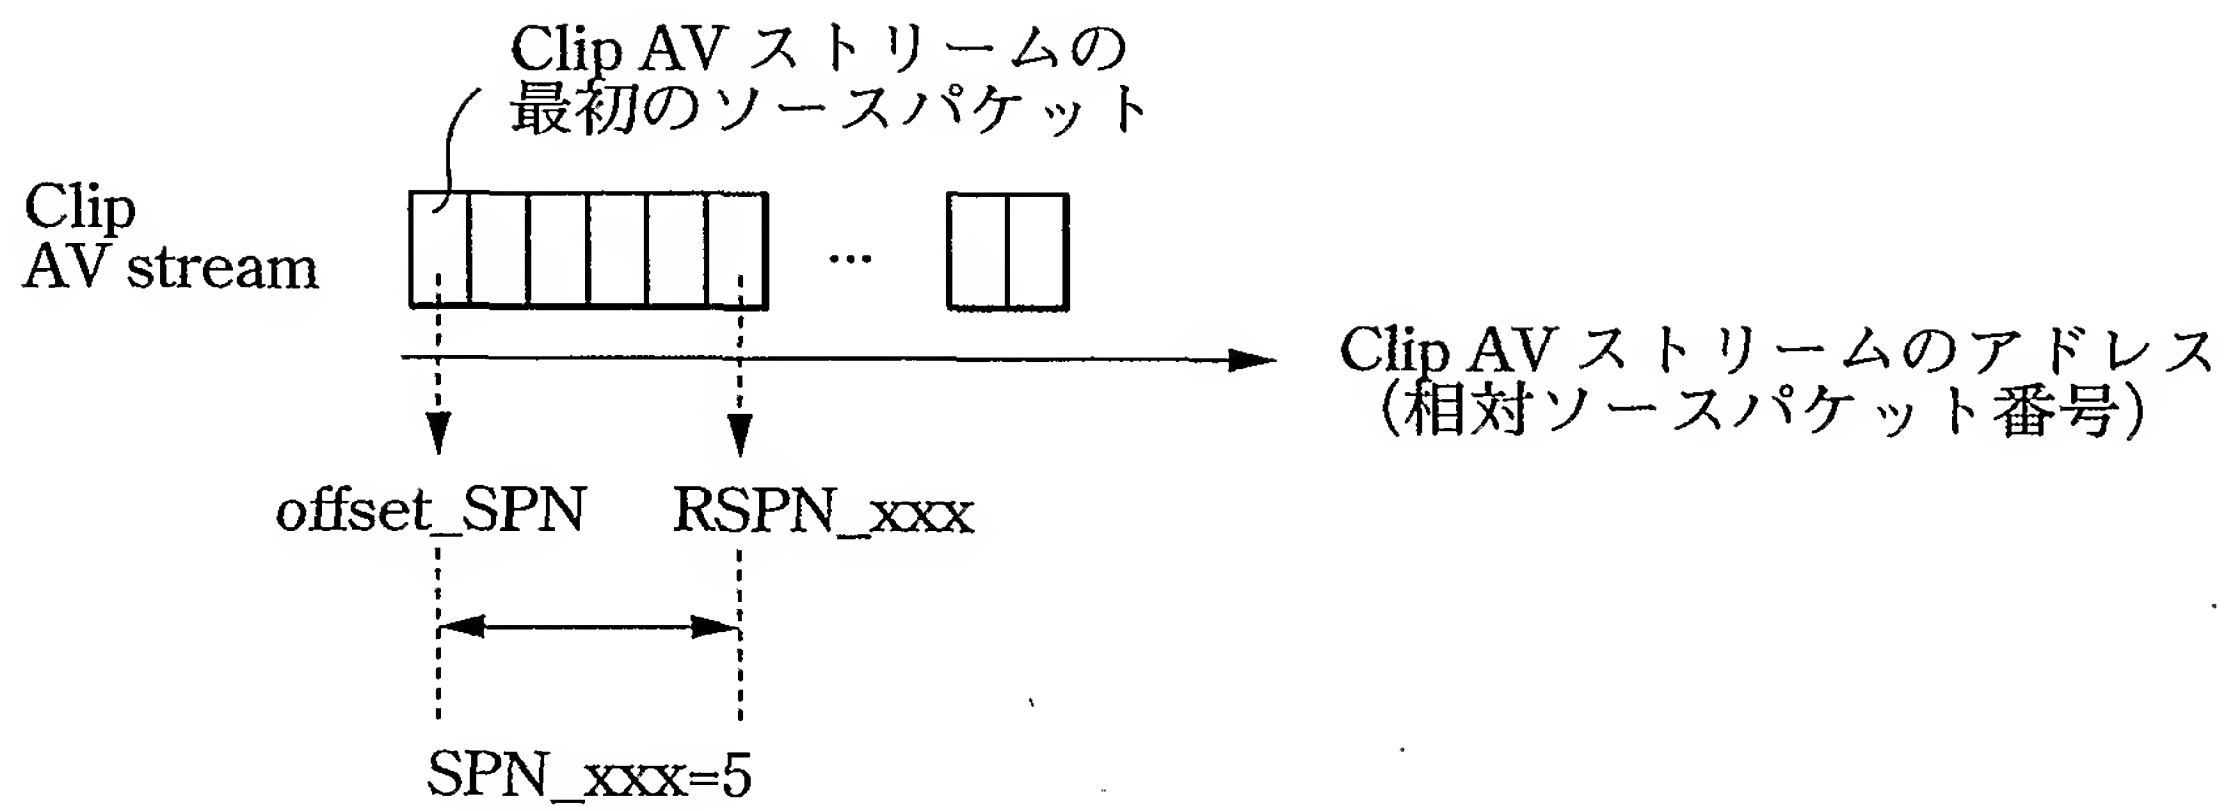 Clip AV ストリームの
最初のソースパケット
Clip
AV stream
...
Clip AV ストリームのアドレス
(相対ソースパケット番号)
offset_SPN
RSPN_xxx
SPN_xxx=5